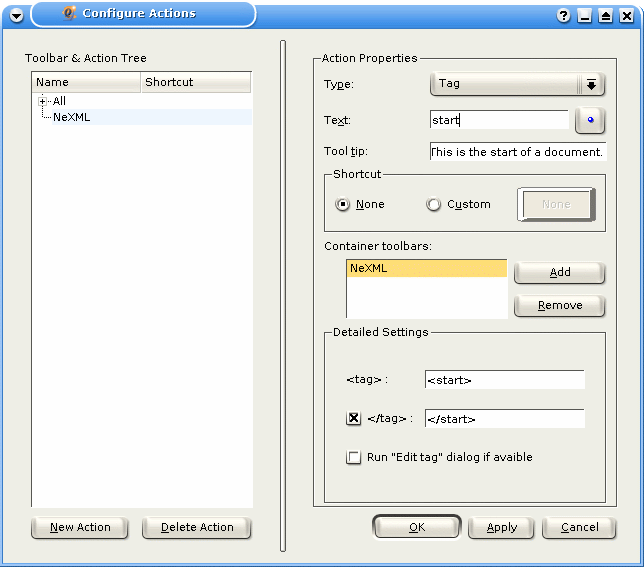 Configure Actions
Toolbar & Action Tree
Name Shortcut
All
NeXML
New Action Delete Action
Action Properties
Type: Tag
Text: start
Tool tip: This is the start of a document.
Shortcut
None Custom None
Container toolbars:
NeXML
Add
Remove
Detailed Settings
<tag> : <start>
</tag> : </start>
Run "Edit tag" dialog if avaible
OK Apply Cancel